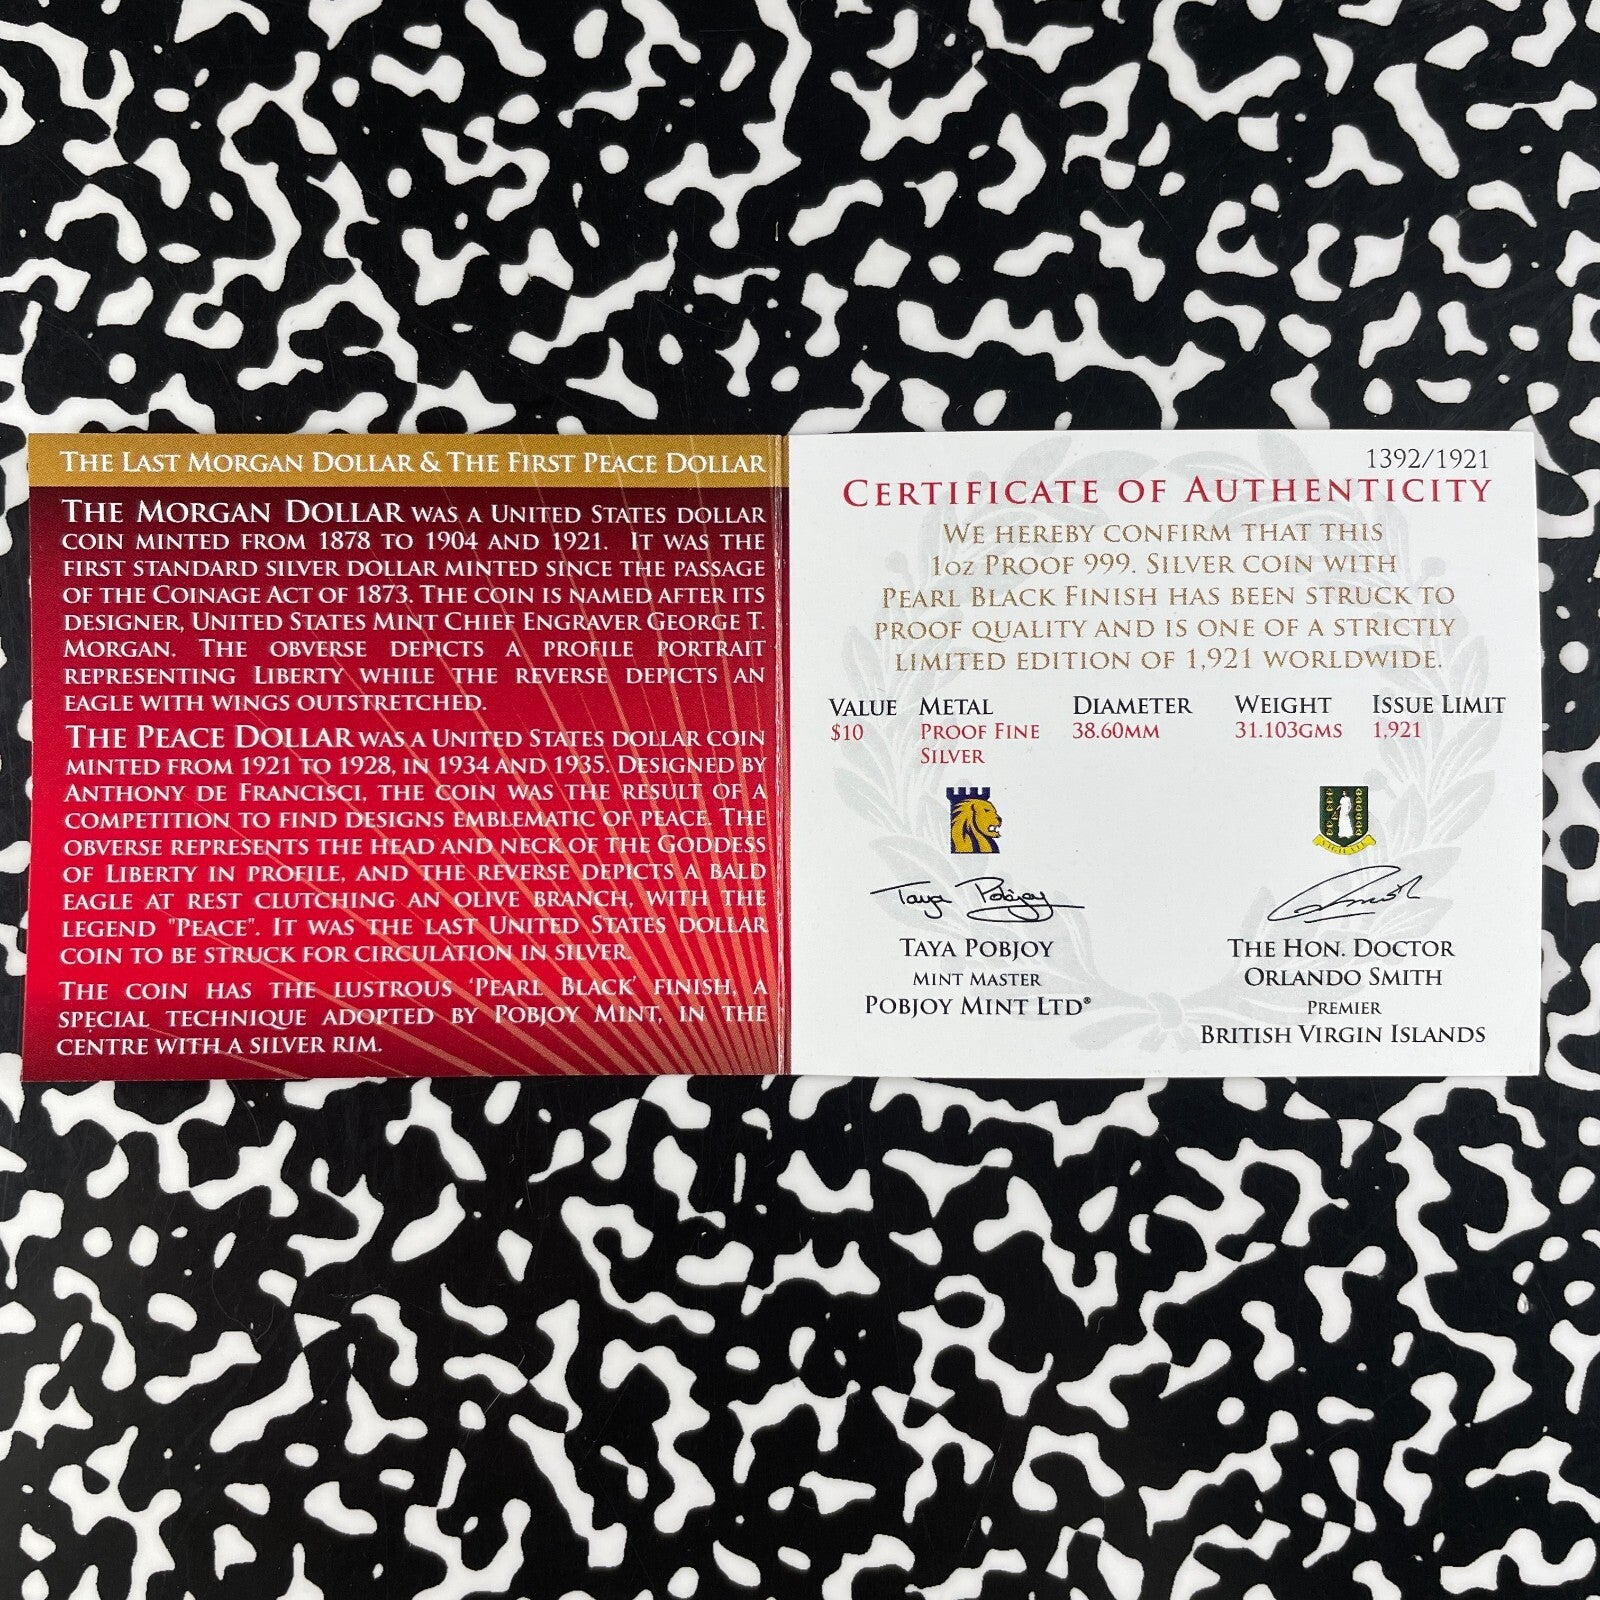 THE LAST MORGAN DOLLAR & THE FIRST PEACE DOLLAR
THE MORGAN DOLLAR WAS A UNITED STATES DOLLAR
COIN MINTED FROM 1878 TO 1904 AND 1921. IT WAS THE
FIRST STANDARD SILVER DOLLAR MINTED SINCE THE PASSAGE
OF THE COINAGE ACT OF 1873. THE COIN IS NAMED AFTER ITS
DESIGNER, UNITED STATES MINT CHIEF ENGRAVER GEORGE T.
MORGAN. THE OBVERSE DEPICTS A PROFILE PORTRAIT
REPRESENTING LIBERTY WHILE THE REVERSE DEPICTS AN
EAGLE WITH WINGS OUTSTRETCHED.
THE PEACE DOLLAR WAS A UNITED STATES DOLLAR COIN
MINTED FROM 1921 TO 1928, IN 1934 AND 1935. DESIGNED BY
ANTHONY DE FRANCISCI, THE COIN WAS THE RESULT OF A
COMPETITION TO FIND DESIGNS EMBLEMATIC OF PEACE. THE
OBVERSE REPRESENTS THE HEAD AND NECK OF THE GODDESS
OF LIBERTY IN PROFILE, AND THE REVERSE DEPICTS A BALD
EAGLE AT REST CLUTCHING AN OLIVE BRANCH, WITH THE
LEGEND "PEACE". IT WAS THE LAST UNITED STATES DOLLAR
COIN TO BE STRUCK FOR CIRCULATION IN SILVER.
THE COIN HAS THE LUSTROUS 'PEARL BLACK' FINISH, A
SPECIAL TECHNIQUE ADOPTED BY POBJOY MINT, IN THE
CENTRE WITH A SILVER RIM.
1392/1921
CERTIFICATE OF AUTHENTICITY
WE HEREBY CONFIRM THAT THIS
1OZ PROOF 999. SILVER COIN WITH
PEARL BLACK FINISH HAS BEEN STRUCK TO
PROOF QUALITY AND IS ONE OF A STRICTLY
LIMITED EDITION OF 1,921 WORLDWIDE.
VALUE METAL DIAMETER WEIGHT ISSUE LIMIT
$10 PROOF FINE 38.60MM 31.103GMS 1,921
SILVER
VIGILATE
Taya Pobjoy
TAYA POBJOY
MINT MASTER
POBJOY MINT LTD®
THE HON. DOCTOR
ORLANDO SMITH
PREMIER
BRITISH VIRGIN ISLANDS